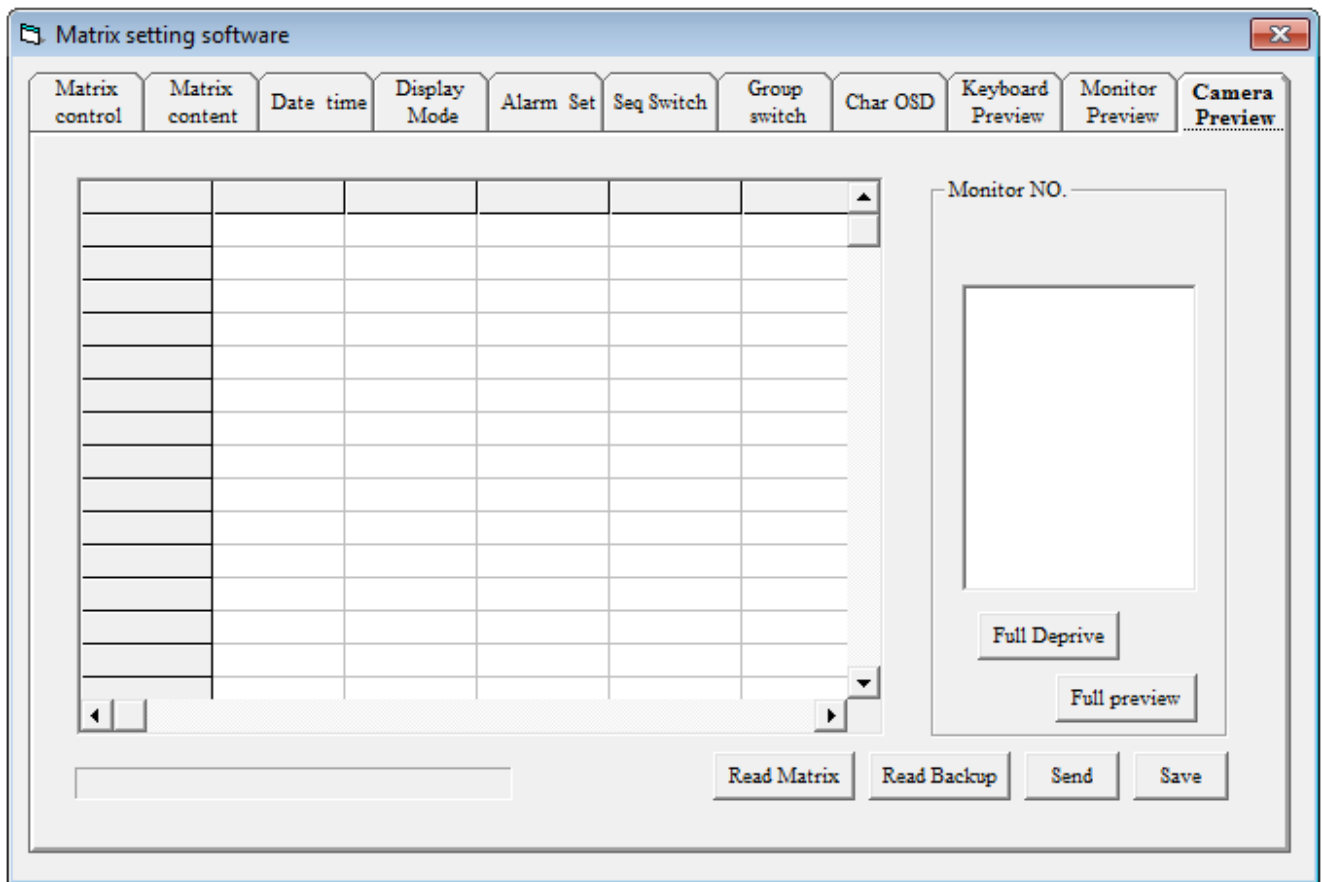 Matrix setting software
Matrix
control
Matrix
content
Date time
Display
Mode
Alarm Set
Seq Switch
Group
switch
Char OSD
Keyboard
Preview
Monitor
Preview
Camera
Preview
Monitor NO.
Full Deprive
Full preview
Read Matrix
Read Backup
Send
Save